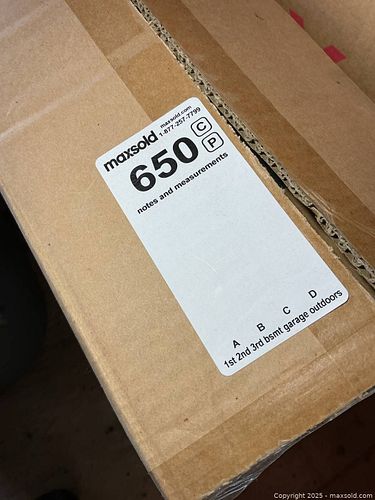 maxsold
maxsold.com
1-877-257-7799
650 C
P
notes and measurements
A B C D
1st 2nd 3rd bsmt garage outdoors
Copyright 2025 - maxsold.com